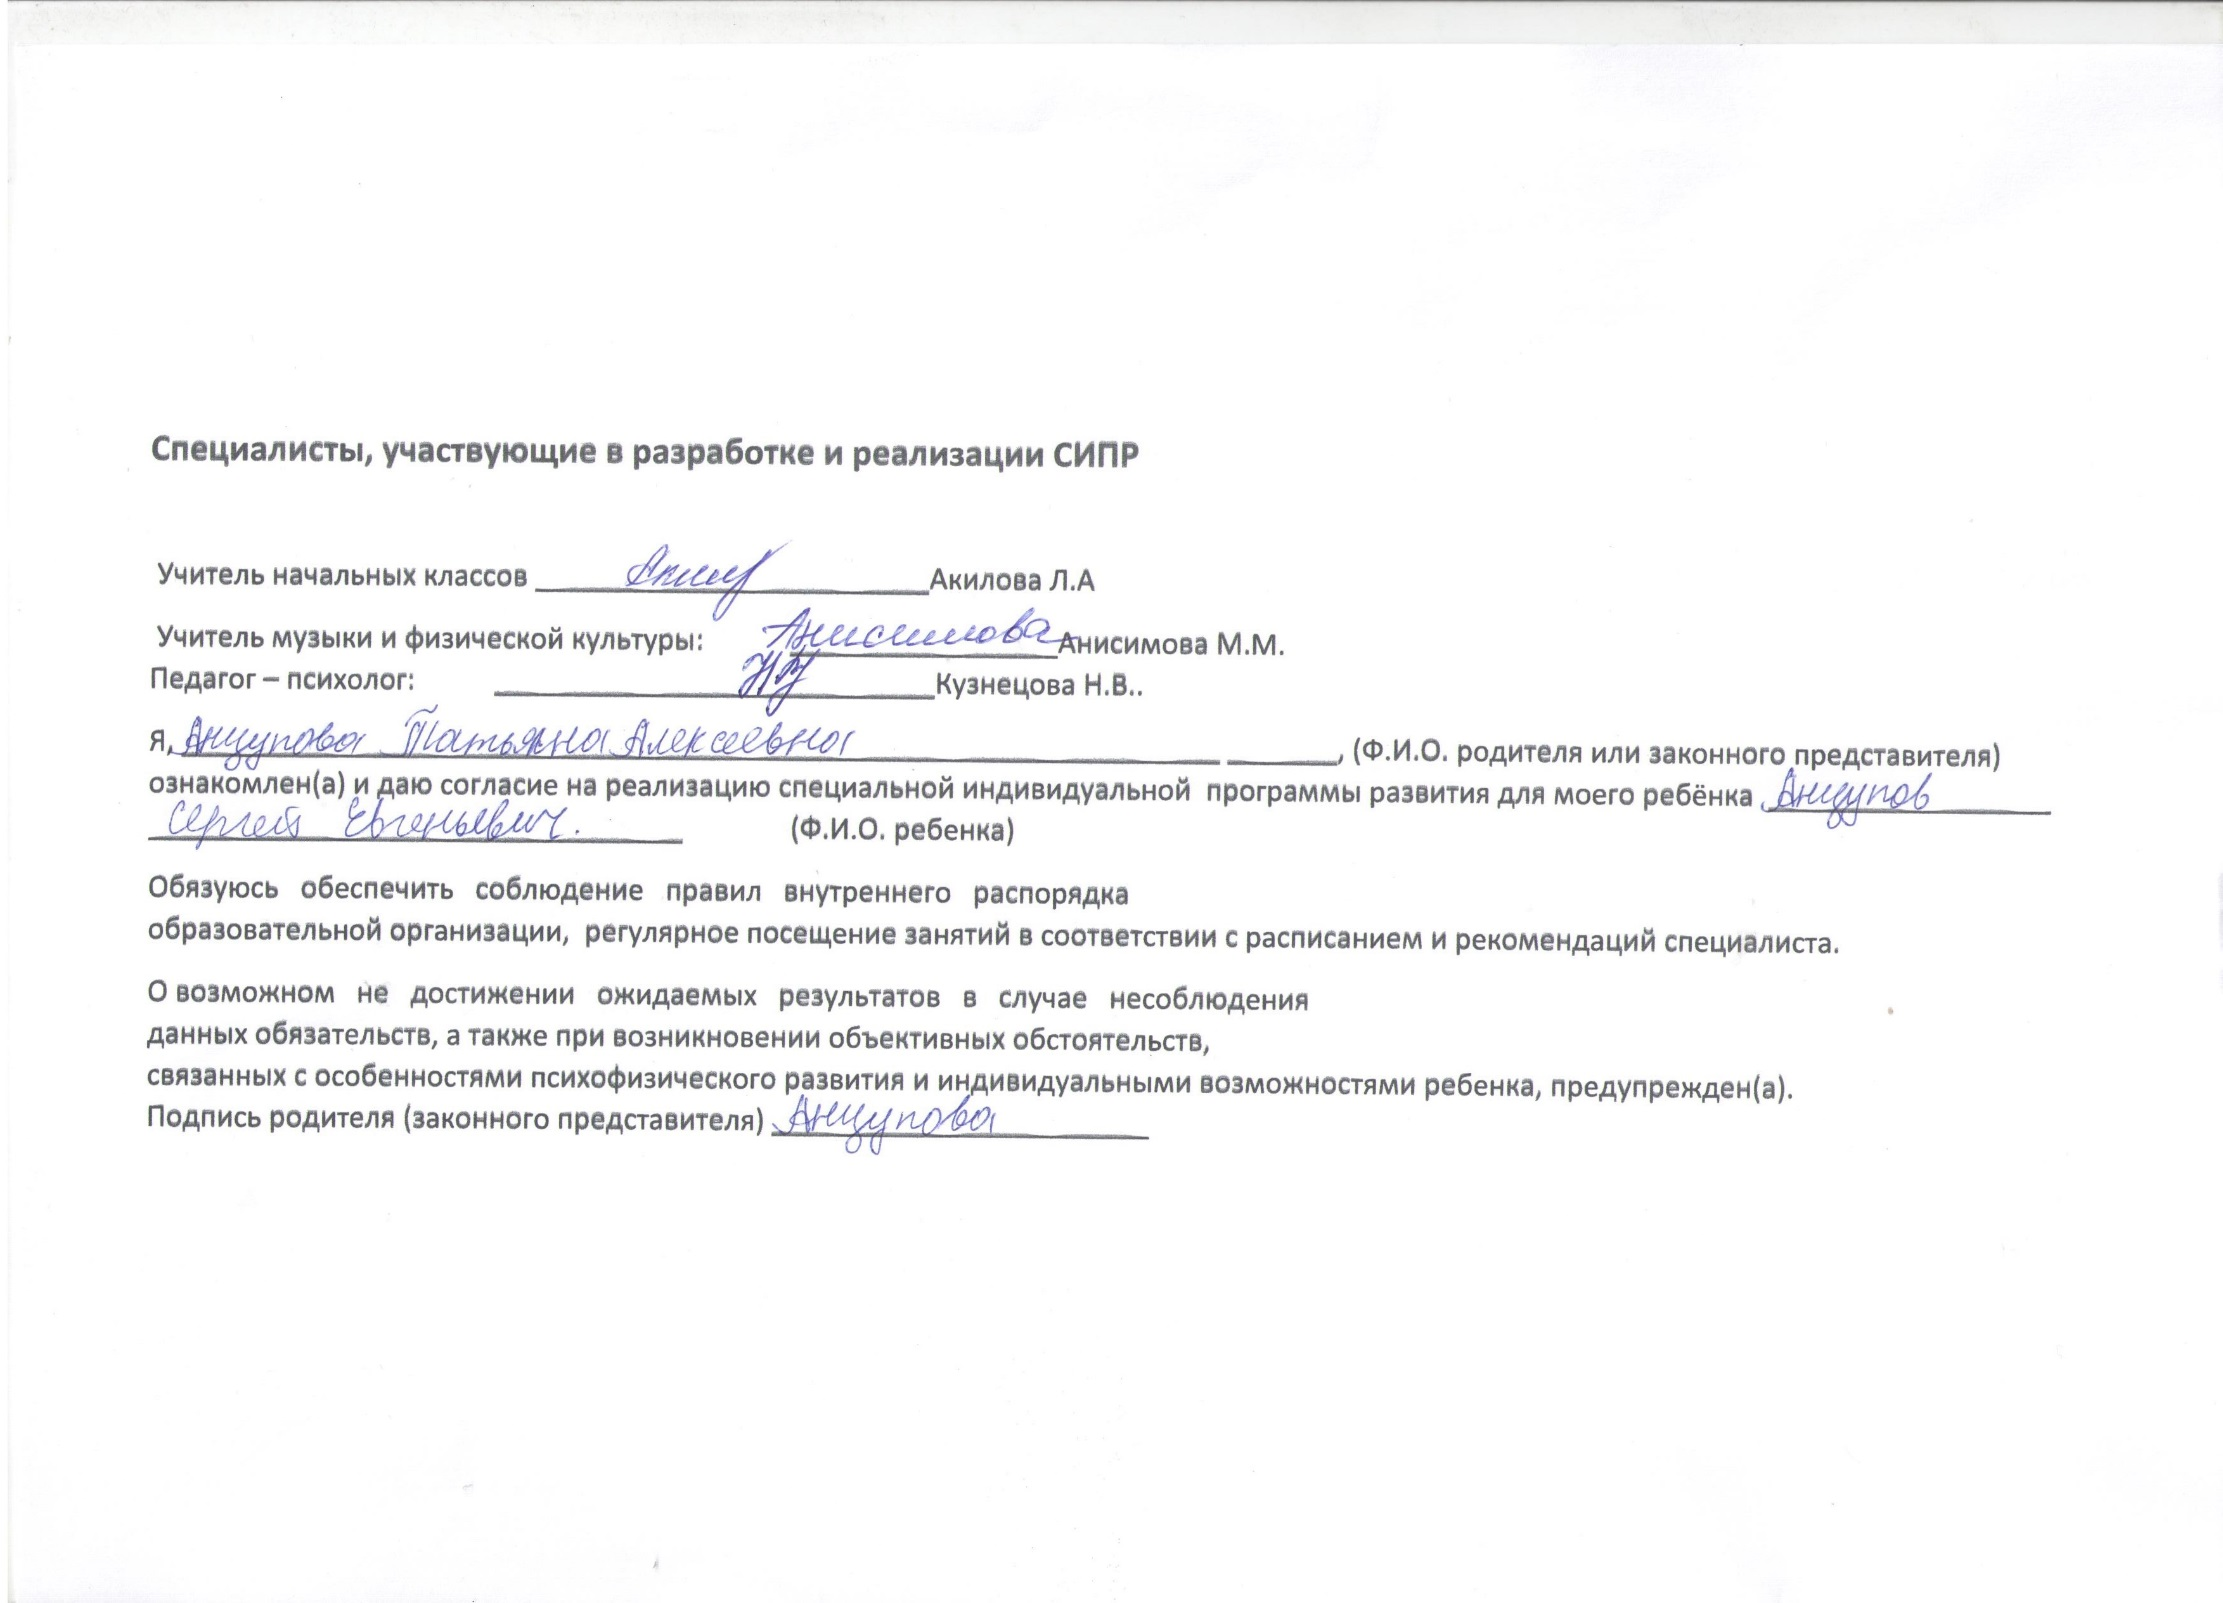 Специалисты, участвующие в разработке и реализации СИПР
Учитель начальных классов Акилова Л.А
Учитель музыки и физической культуры: Анисимова Анисимова М.М.
Педагог – психолог: Кузнецова Н.В..
Я, Анцупова Татьяна Алексеевна , (Ф.И.О. родителя или законного представителя)
ознакомлен(а) и даю согласие на реализацию специальной индивидуальной программы развития для моего ребёнка Анцупов
Сергей Евгеньевич. (Ф.И.О. ребенка)
Обязуюсь обеспечить соблюдение правил внутреннего распорядка
образовательной организации, регулярное посещение занятий в соответствии с расписанием и рекомендаций специалиста.
О возможном не достижении ожидаемых результатов в случае несоблюдения
данных обязательств, а также при возникновении объективных обстоятельств,
связанных с особенностями психофизического развития и индивидуальными возможностями ребенка, предупрежден(а).
Подпись родителя (законного представителя) Анцупова